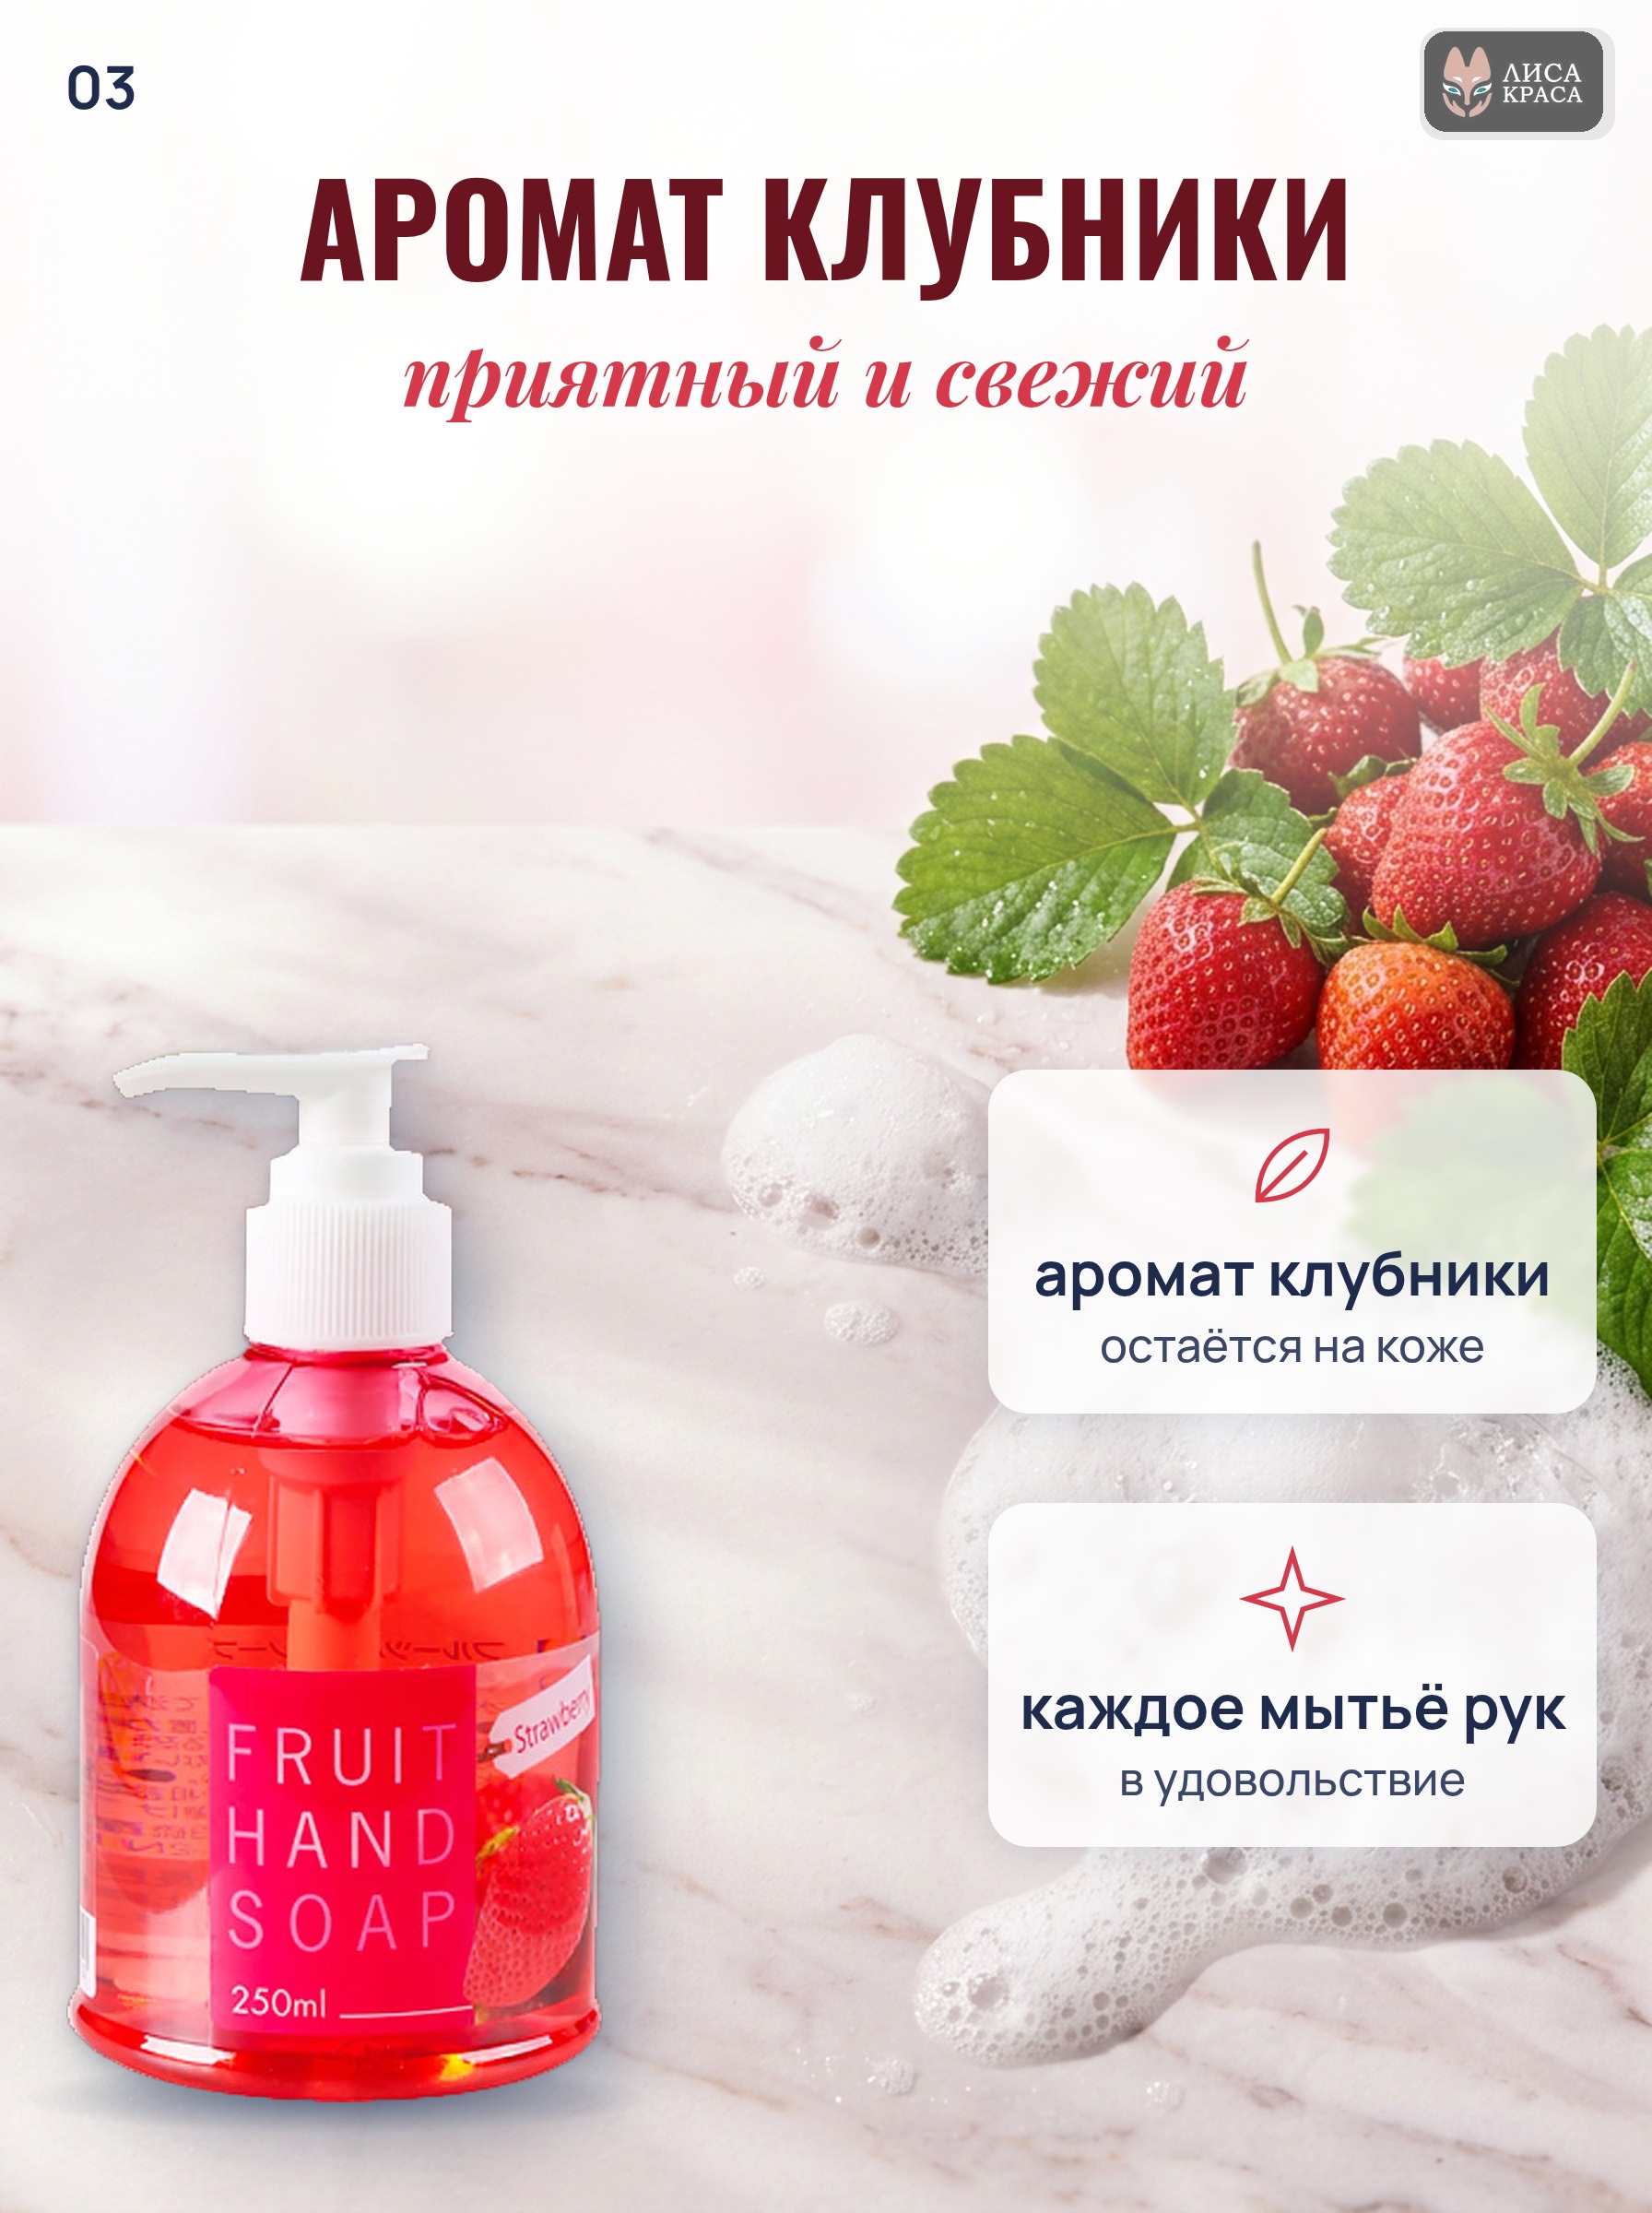 03
ЛИСА
КРАСА
АРОМАТ КЛУБНИКИ
приятный и свежий
аромат клубники
остаётся на коже
каждое мытьё рук
в удовольствие
Strawberry
FRUIT
HAND
SOAP
250ml